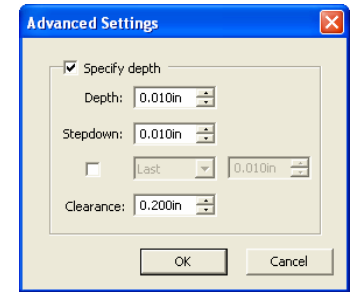 Advanced Settings
Specify depth
Depth: 0.010in
Stepdown: 0.010in
Last 0.010in
Clearance: 0.200in
OK Cancel